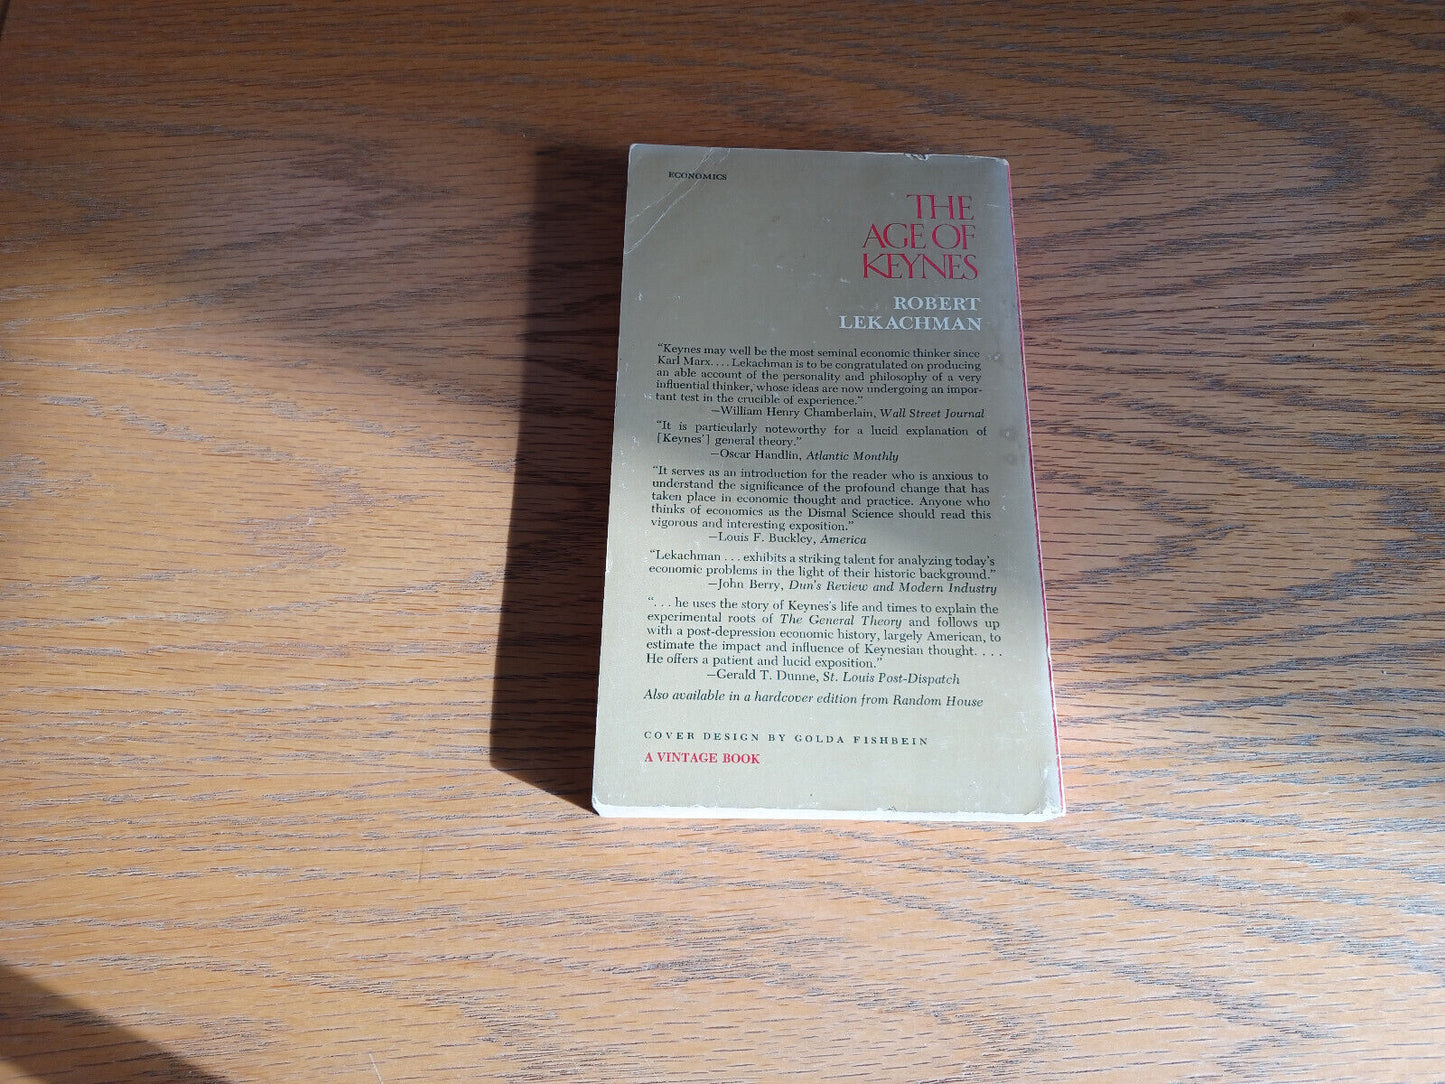 ECONOMICS
THE
AGE OF
KEYNES
ROBERT
LEKACHMAN
“Keynes may well be the most seminal economic thinker since
Karl Marx. . . . Lekachman is to be congratulated on producing
an able account of the personality and philosophy of a very
influential thinker, whose ideas are now undergoing an impor-
tant test in the crucible of experience.”
—William Henry Chamberlain, Wall Street Journal
“It is particularly noteworthy for a lucid explanation of
[Keynes’] general theory.”
—Oscar Handlin, Atlantic Monthly
“It serves as an introduction for the reader who is anxious to
understand the significance of the profound change that has
taken place in economic thought and practice. Anyone who
thinks of economics as the Dismal Science should read this
vigorous and interesting exposition.”
—Louis F. Buckley, America
“Lekachman . . . exhibits a striking talent for analyzing today’s
economic problems in the light of their historic background.”
—John Berry, Dun’s Review and Modern Industry
“. . . he uses the story of Keynes’s life and times to explain the
experimental roots of The General Theory and follows up
with a post-depression economic history, largely American, to
estimate the impact and influence of Keynesian thought. . . .
He offers a patient and lucid exposition.”
—Gerald T. Dunne, St. Louis Post-Dispatch
Also available in a hardcover edition from Random House
COVER DESIGN BY GOLDA FISHBEIN
A VINTAGE BOOK